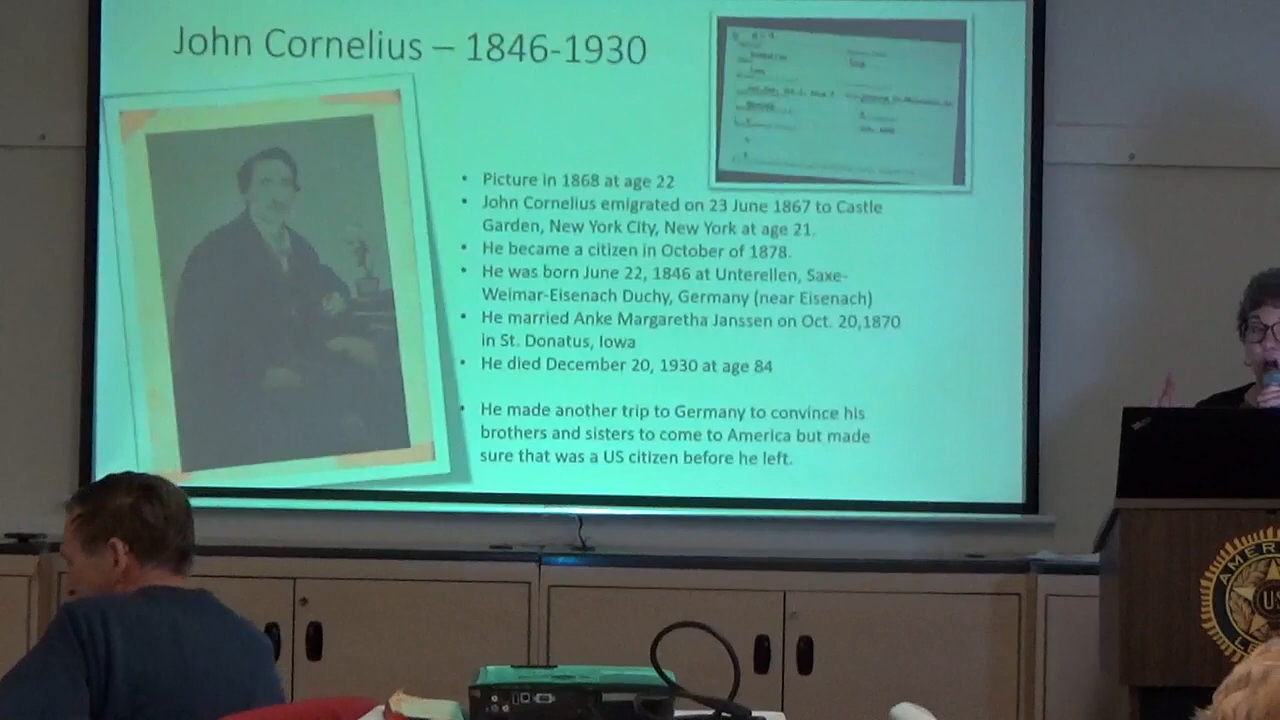 John Cornelius – 1846-1930
• Picture in 1868 at age 22
• John Cornelius emigrated on 23 June 1867 to Castle
Garden, New York City, New York at age 21.
• He became a citizen in October of 1878.
• He was born June 22, 1846 at Unterellen, Saxe-
Weimar-Eisenach Duchy, Germany (near Eisenach)
• He married Anke Margaretha Janssen on Oct. 20,1870
in St. Donatus, Iowa
• He died December 20, 1930 at age 84
• He made another trip to Germany to convince his
brothers and sisters to come to America but made
sure that was a US citizen before he left.
AMER
US
LE